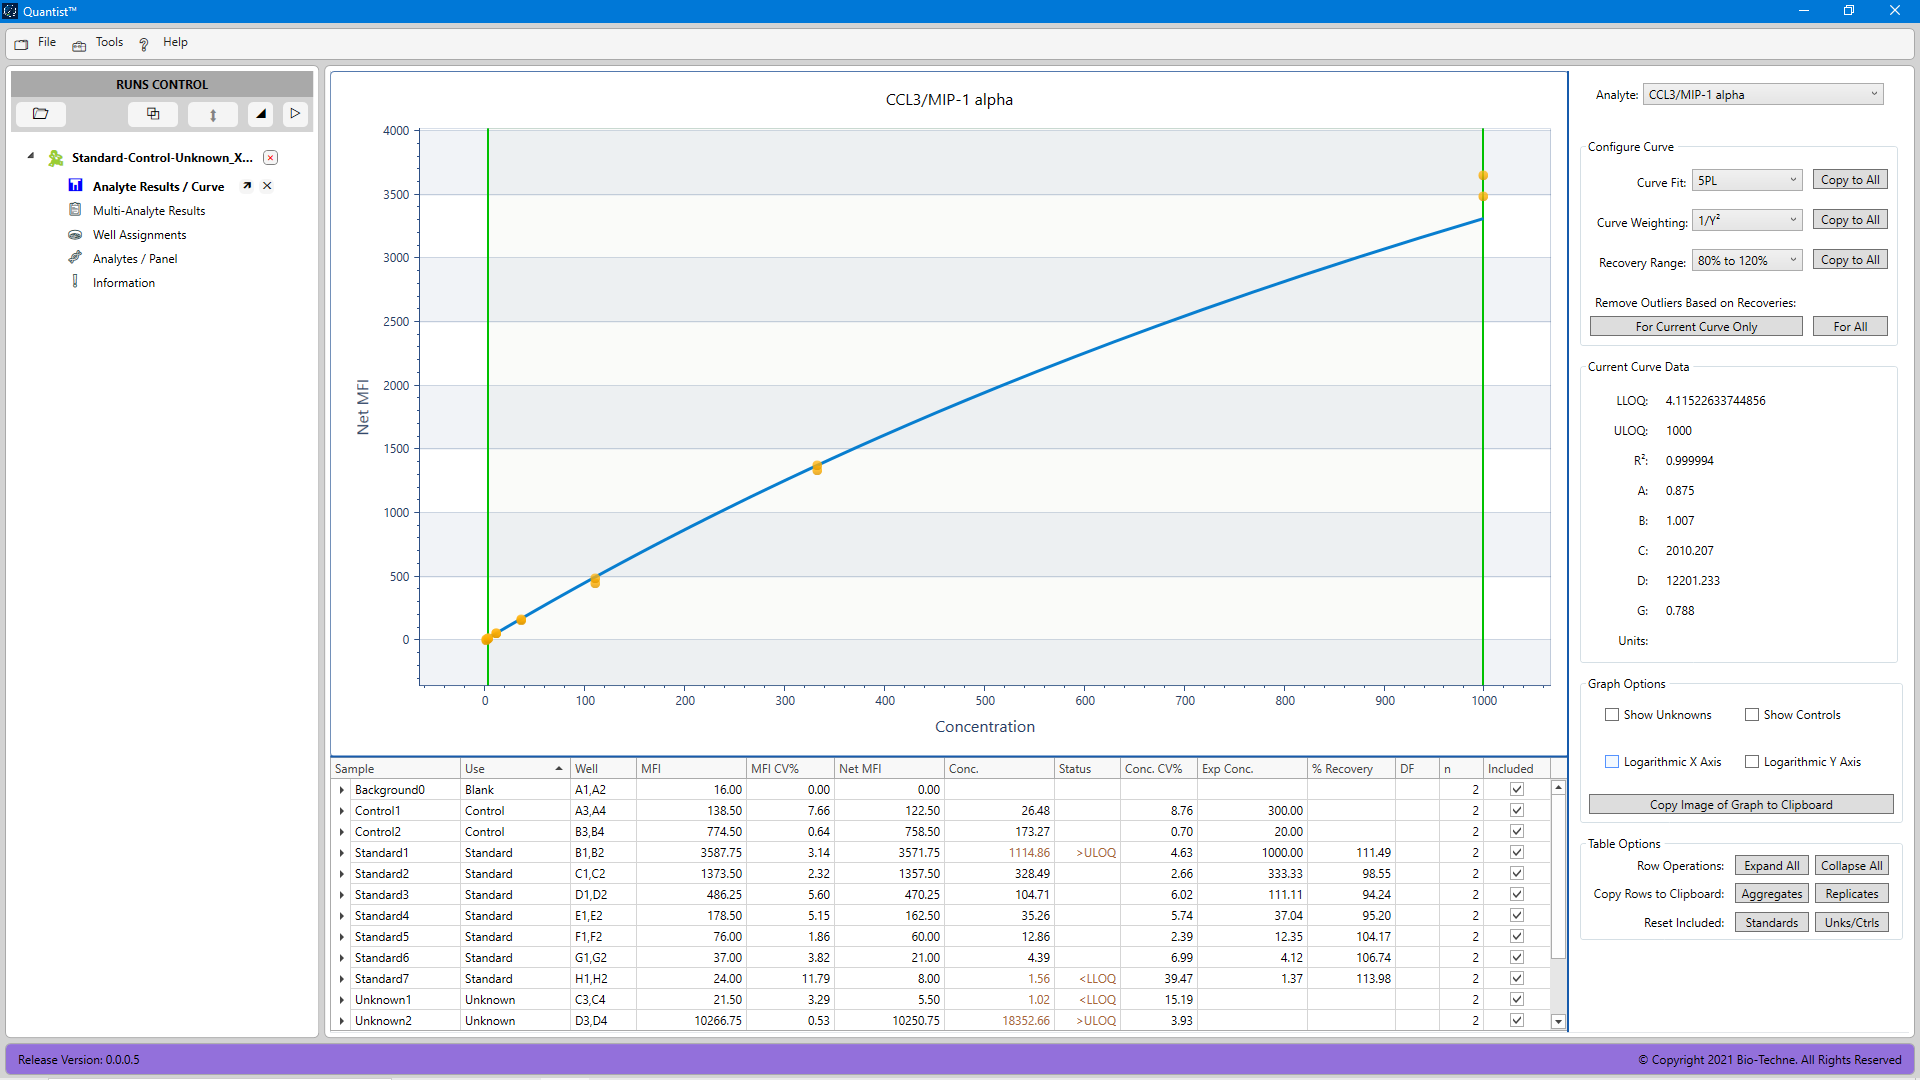 Quantist™
File Tools Help
RUNS CONTROL
Standard-Control-Unknown_X...
Analyte Results / Curve
Multi-Analyte Results
Well Assignments
Analytes / Panel
Information
CCL3/MIP-1 alpha
4000
3500
3000
2500
2000
1500
1000
500
0
Net MFI
0 100 200 300 400 500 600 700 800 900 1000
Concentration
Sample Use Well MFI MFI CV% Net MFI Conc. Status Conc. CV% Exp Conc. % Recovery DF n Included
Background0 Blank A1,A2 16.00 0.00 0.00 2
Control1 Control A3,A4 138.50 7.66 122.50 26.48 8.76 300.00 2
Control2 Control B3,B4 774.50 0.64 758.50 173.27 0.70 20.00 2
Standard1 Standard B1,B2 3587.75 3.14 3571.75 1114.86 >ULOQ 4.63 1000.00 111.49 2
Standard2 Standard C1,C2 1373.50 2.32 1357.50 328.49 2.66 333.33 98.55 2
Standard3 Standard D1,D2 486.25 5.60 470.25 104.71 6.02 111.11 94.24 2
Standard4 Standard E1,E2 178.50 5.15 162.50 35.26 5.74 37.04 95.20 2
Standard5 Standard F1,F2 76.00 1.86 60.00 12.86 2.39 12.35 104.17 2
Standard6 Standard G1,G2 37.00 3.82 21.00 4.39 6.99 4.12 106.74 2
Standard7 Standard H1,H2 24.00 11.79 8.00 1.56 <LLOQ 39.47 1.37 113.98 2
Unknown1 Unknown C3,C4 21.50 3.29 5.50 1.02 <LLOQ 15.19 2
Unknown2 Unknown D3,D4 10266.75 0.53 10250.75 18352.66 >ULOQ 3.93 2
Analyte: CCL3/MIP-1 alpha
Configure Curve
Curve Fit: 5PL Copy to All
Curve Weighting: 1/Y² Copy to All
Recovery Range: 80% to 120% Copy to All
Remove Outliers Based on Recoveries:
For Current Curve Only For All
Current Curve Data
LLOQ: 4.11522633744856
ULOQ: 1000
R²: 0.999994
A: 0.875
B: 1.007
C: 2010.207
D: 12201.233
G: 0.788
Units:
Graph Options
Show Unknowns Show Controls
Logarithmic X Axis Logarithmic Y Axis
Copy Image of Graph to Clipboard
Table Options
Row Operations: Expand All Collapse All
Copy Rows to Clipboard: Aggregates Replicates
Reset Included: Standards Unks/Ctrls
Release Version: 0.0.0.5 © Copyright 2021 Bio-Techne. All Rights Reserved